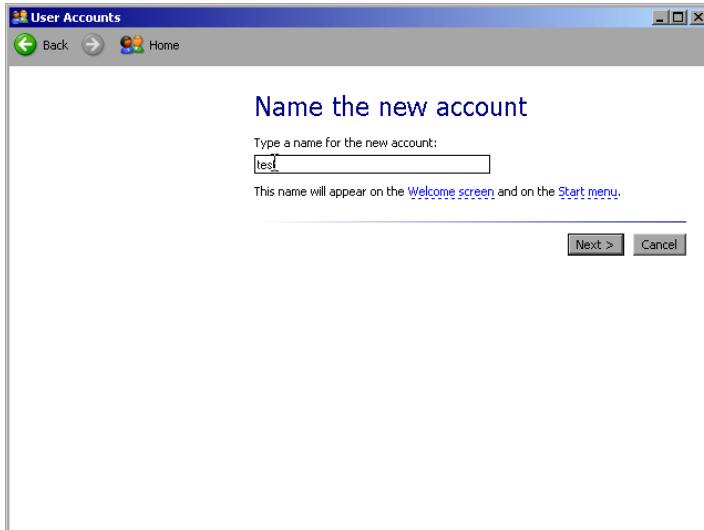 User Accounts
Back Home
Name the new account
Type a name for the new account:
test
This name will appear on the Welcome screen and on the Start menu.
Next > Cancel